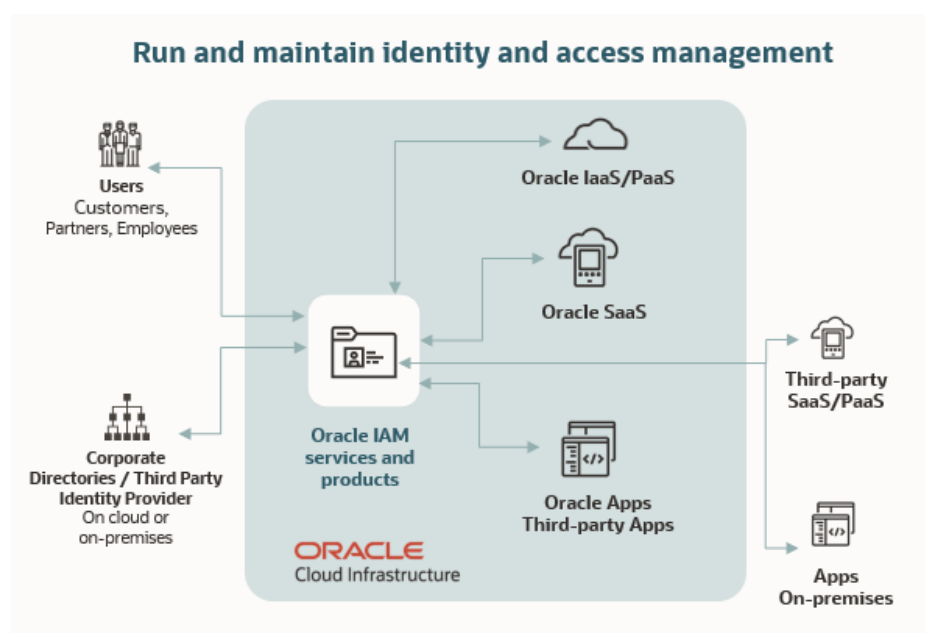 Run and maintain identity and access management
Users
Customers,
Partners, Employees
Corporate
Directories / Third Party
Identity Provider
On cloud or
on-premises
Oracle IAM
services and
products
ORACLE
Cloud Infrastructure
Oracle IaaS/PaaS
Oracle SaaS
Oracle Apps
Third-party Apps
Third-party
SaaS/PaaS
Apps
On-premises